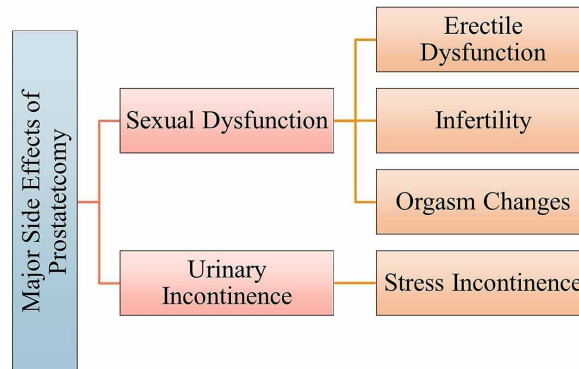 Major Side Effects of
Prostatetcomy
Sexual Dysfunction
Erectile
Dysfunction
Infertility
Orgasm Changes
Urinary
Incontinence
Stress Incontinence